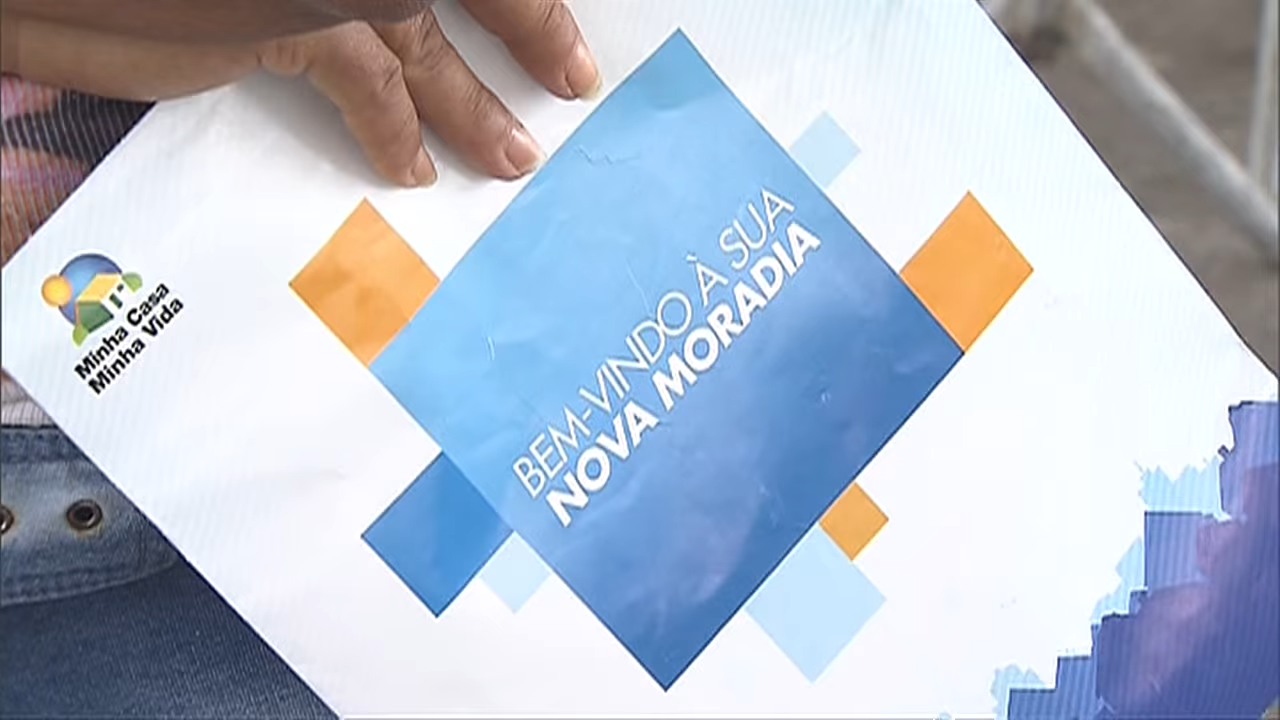 Minha Casa
Minha Vida
BEM-VINDO À SUA
NOVA MORADIA